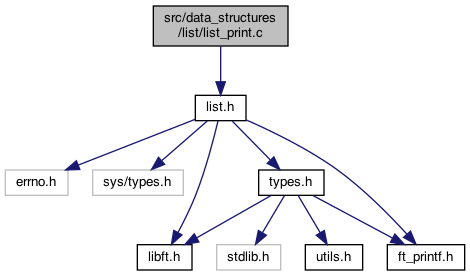 src/data_structures
/list/list_print.c
list.h
errno.h
sys/types.h
types.h
libft.h
stdlib.h
utils.h
ft_printf.h